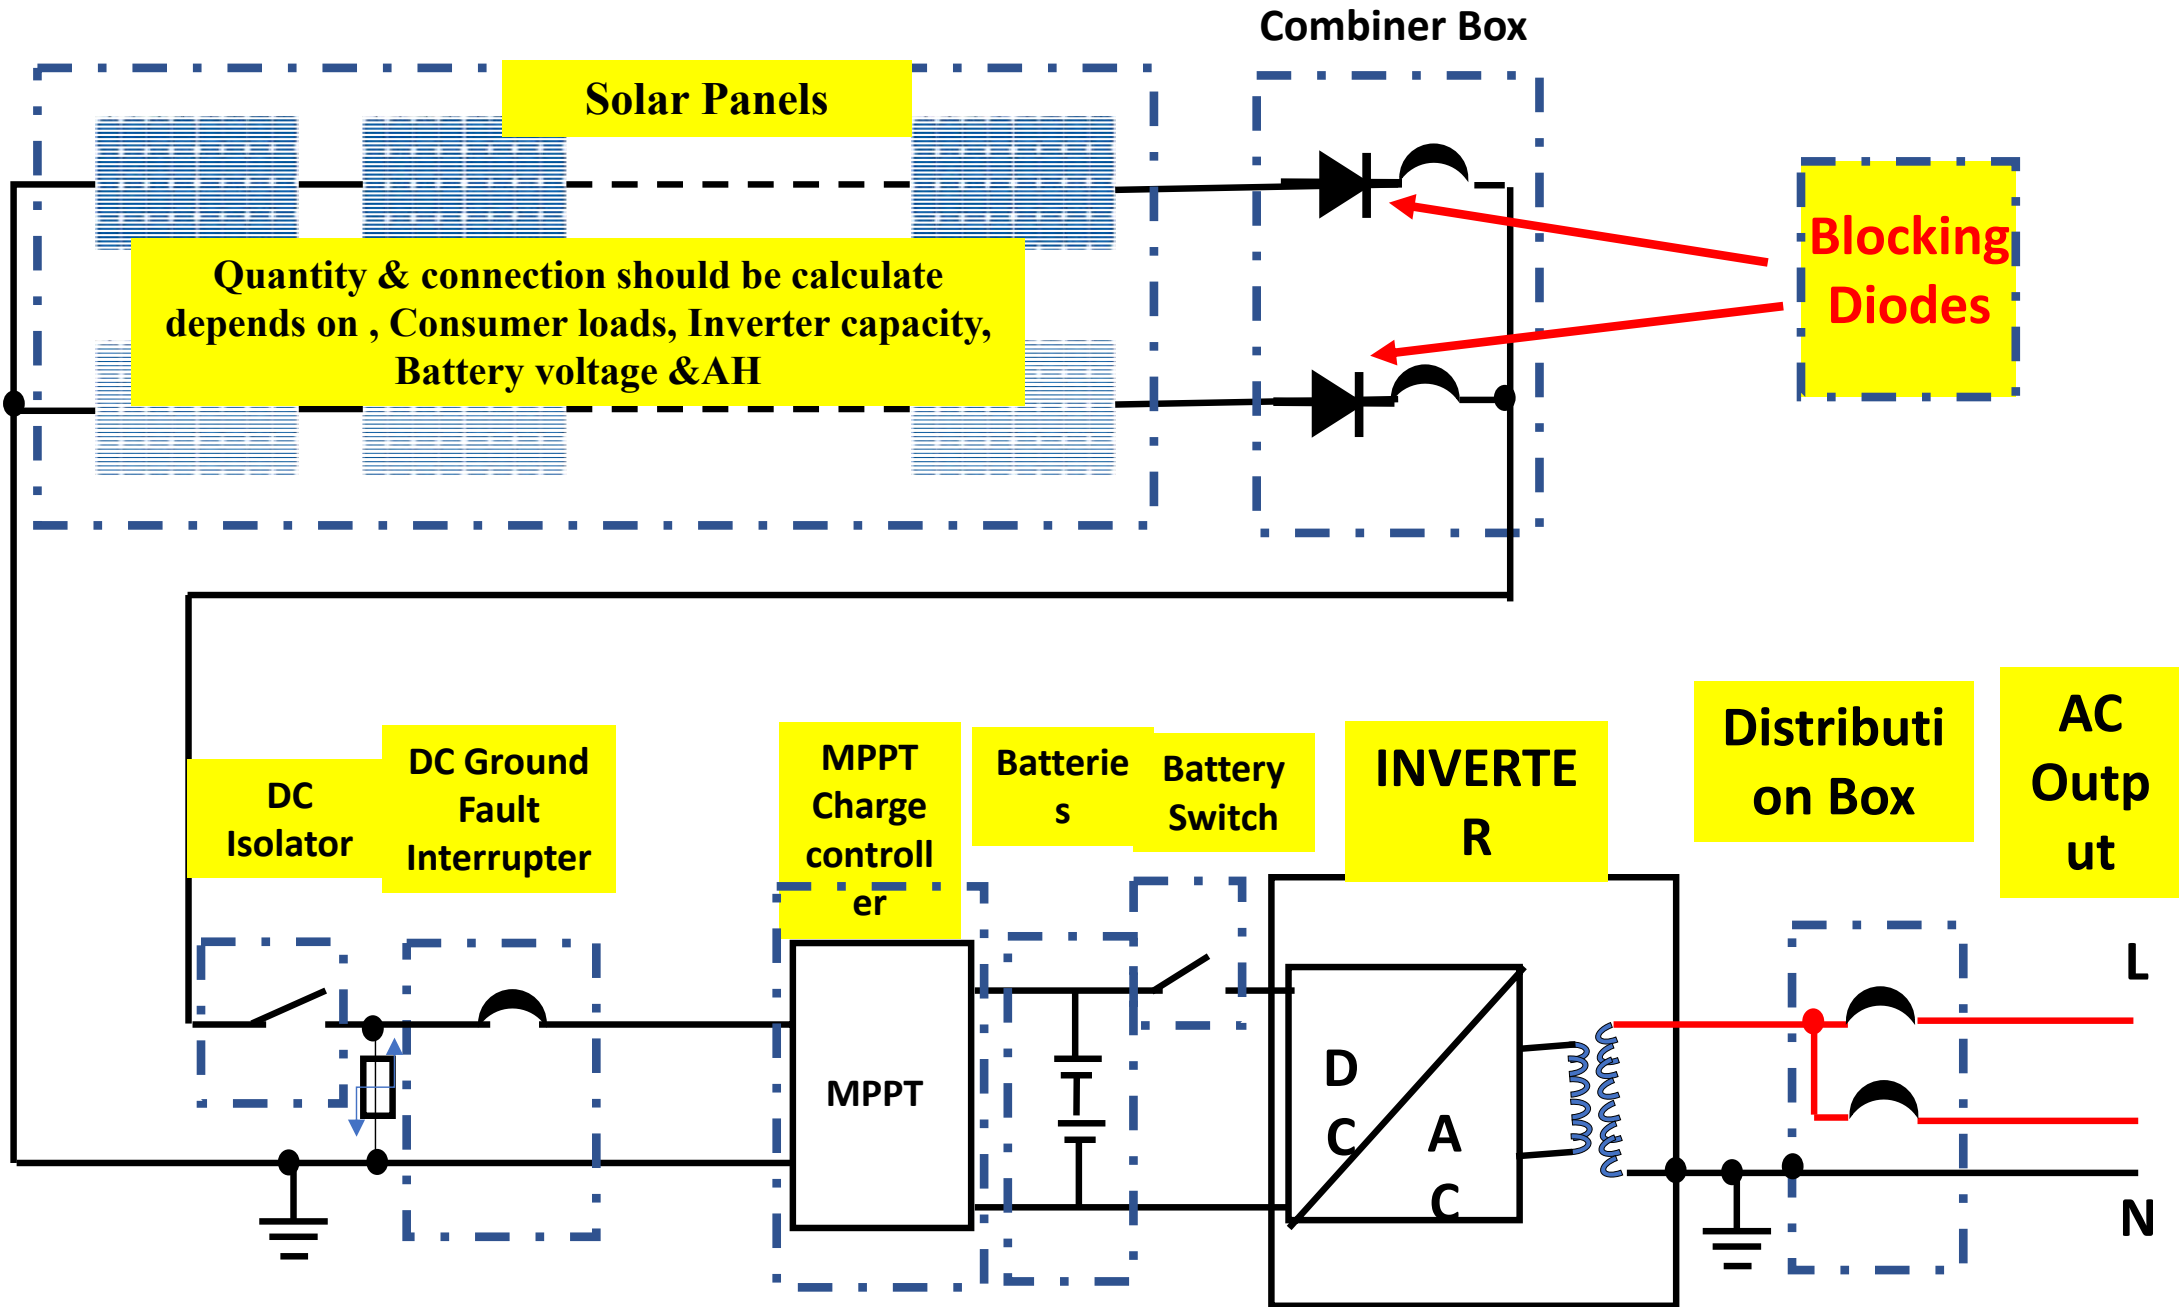 Combiner Box
Solar Panels
Quantity & connection should be calculate
depends on , Consumer loads, Inverter capacity,
Battery voltage &AH
Blocking
Diodes
DC
Isolator
DC Ground
Fault
Interrupter
MPPT
Charge
controll
er
Batterie
s
Battery
Switch
INVERTE
R
Distributi
on Box
AC
Outp
ut
MPPT
D
C
A
C
L
N